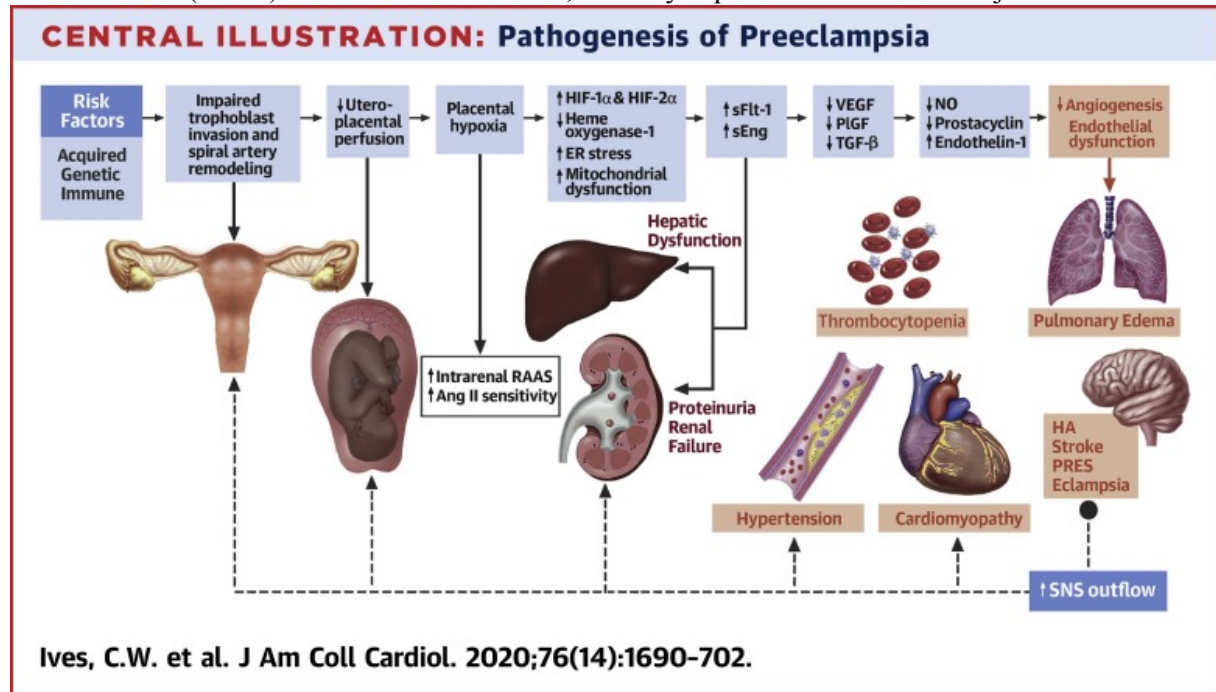 CENTRAL ILLUSTRATION: Pathogenesis of Preeclampsia
Risk
Factors
Acquired
Genetic
Immune
Impaired
trophoblast
invasion and
spiral artery
remodeling
↓Utero-
placental
perfusion
Placental
hypoxia
↑HIF-1α & HIF-2α
↓Heme
oxygenase-1
↑ER stress
↑Mitochondrial
dysfunction
↑sFlt-1
↑sEng
↓VEGF
↓PlGF
↓TGF-β
↓NO
↓Prostacyclin
↑Endothelin-1
↓Angiogenesis
Endothelial
dysfunction
Hepatic
Dysfunction
Thrombocytopenia
Pulmonary Edema
↑Intrarenal RAAS
↑Ang II sensitivity
Proteinuria
Renal
Failure
HA
Stroke
PRES
Eclampsia
Hypertension
Cardiomyopathy
↑SNS outflow
Ives, C.W. et al. J Am Coll Cardiol. 2020;76(14):1690-702.